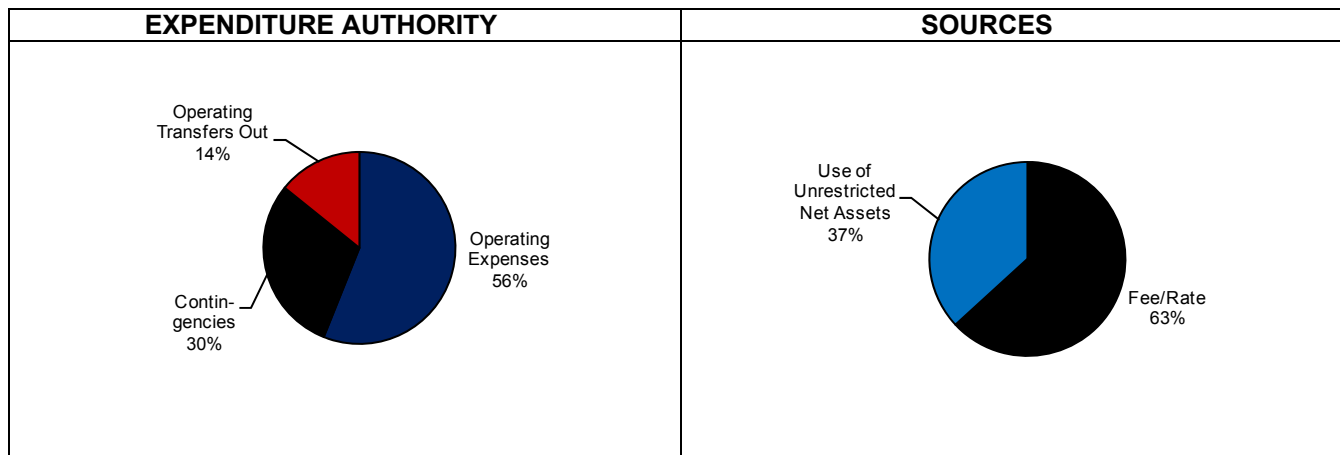 EXPENDITURE AUTHORITY
SOURCES
Operating
Transfers Out
14%
Operating
Expenses
56%
Contin-
gencies
30%
Use of
Unrestricted
Net Assets
37%
Fee/Rate
63%